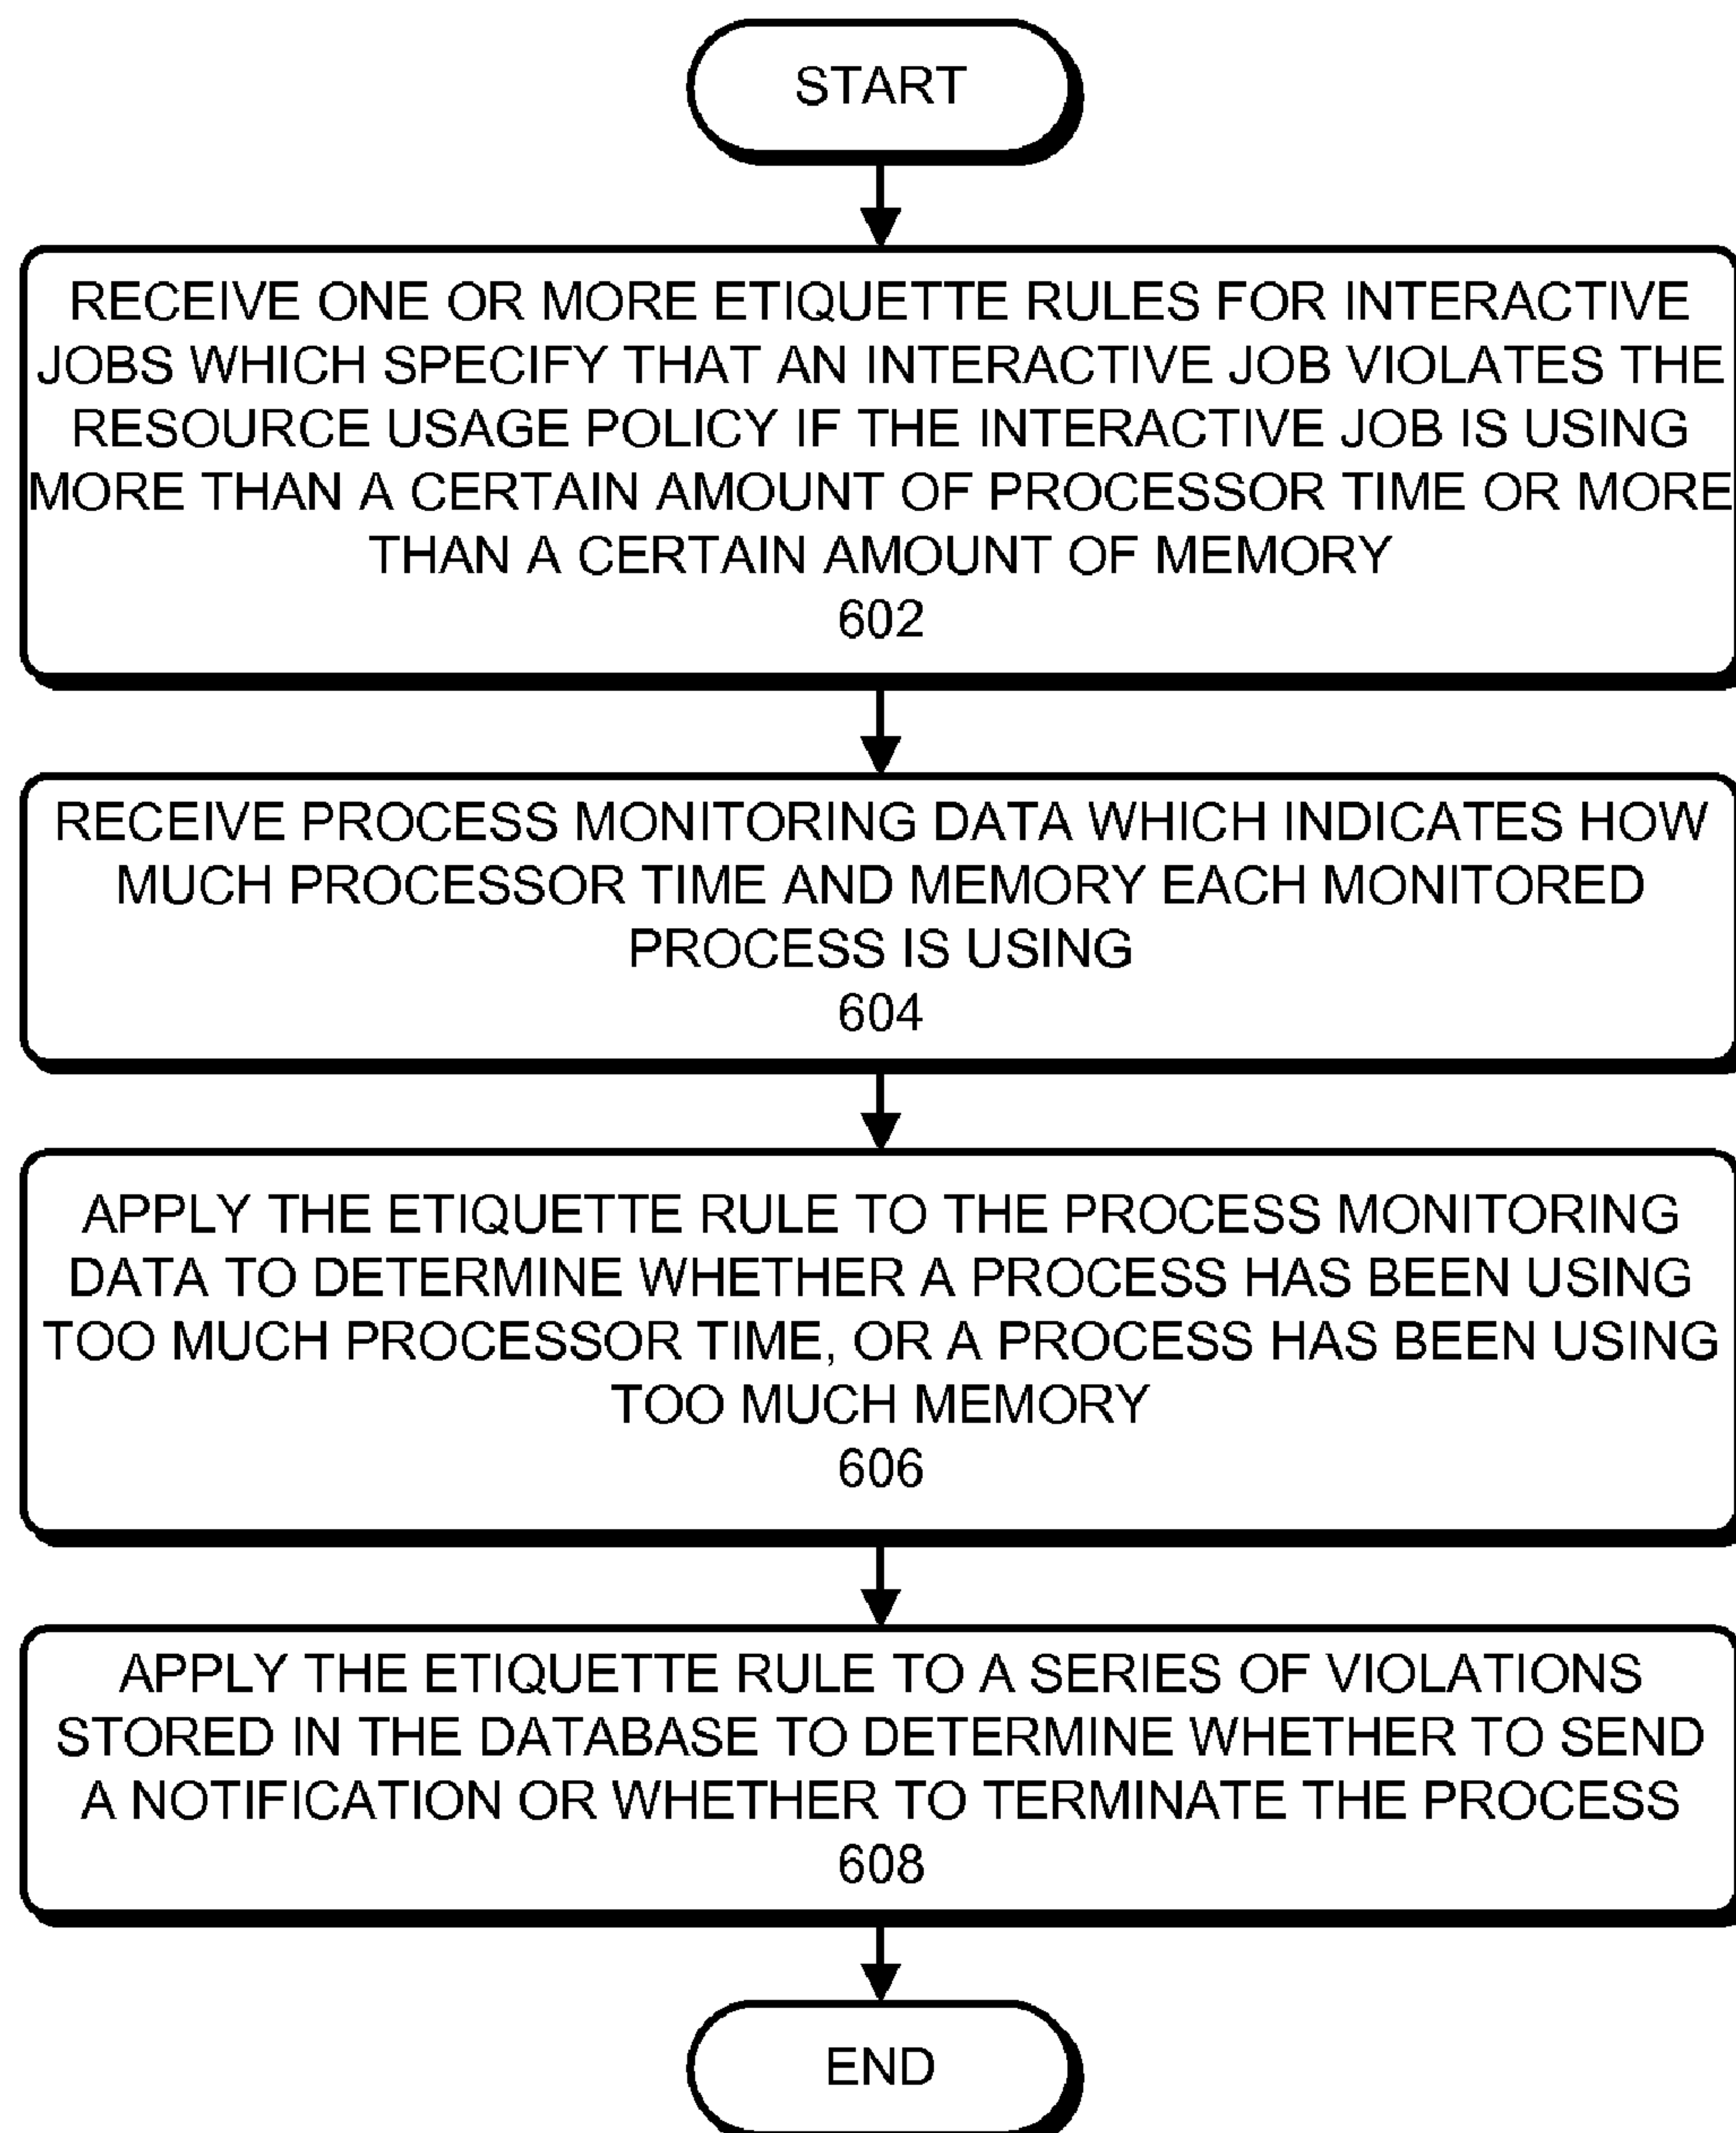 START
RECEIVE ONE OR MORE ETIQUETTE RULES FOR INTERACTIVE
JOBS WHICH SPECIFY THAT AN INTERACTIVE JOB VIOLATES THE
RESOURCE USAGE POLICY IF THE INTERACTIVE JOB IS USING
MORE THAN A CERTAIN AMOUNT OF PROCESSOR TIME OR MORE
THAN A CERTAIN AMOUNT OF MEMORY
602
RECEIVE PROCESS MONITORING DATA WHICH INDICATES HOW
MUCH PROCESSOR TIME AND MEMORY EACH MONITORED
PROCESS IS USING
604
APPLY THE ETIQUETTE RULE TO THE PROCESS MONITORING
DATA TO DETERMINE WHETHER A PROCESS HAS BEEN USING
TOO MUCH PROCESSOR TIME, OR A PROCESS HAS BEEN USING
TOO MUCH MEMORY
606
APPLY THE ETIQUETTE RULE TO A SERIES OF VIOLATIONS
STORED IN THE DATABASE TO DETERMINE WHETHER TO SEND
A NOTIFICATION OR WHETHER TO TERMINATE THE PROCESS
608
END